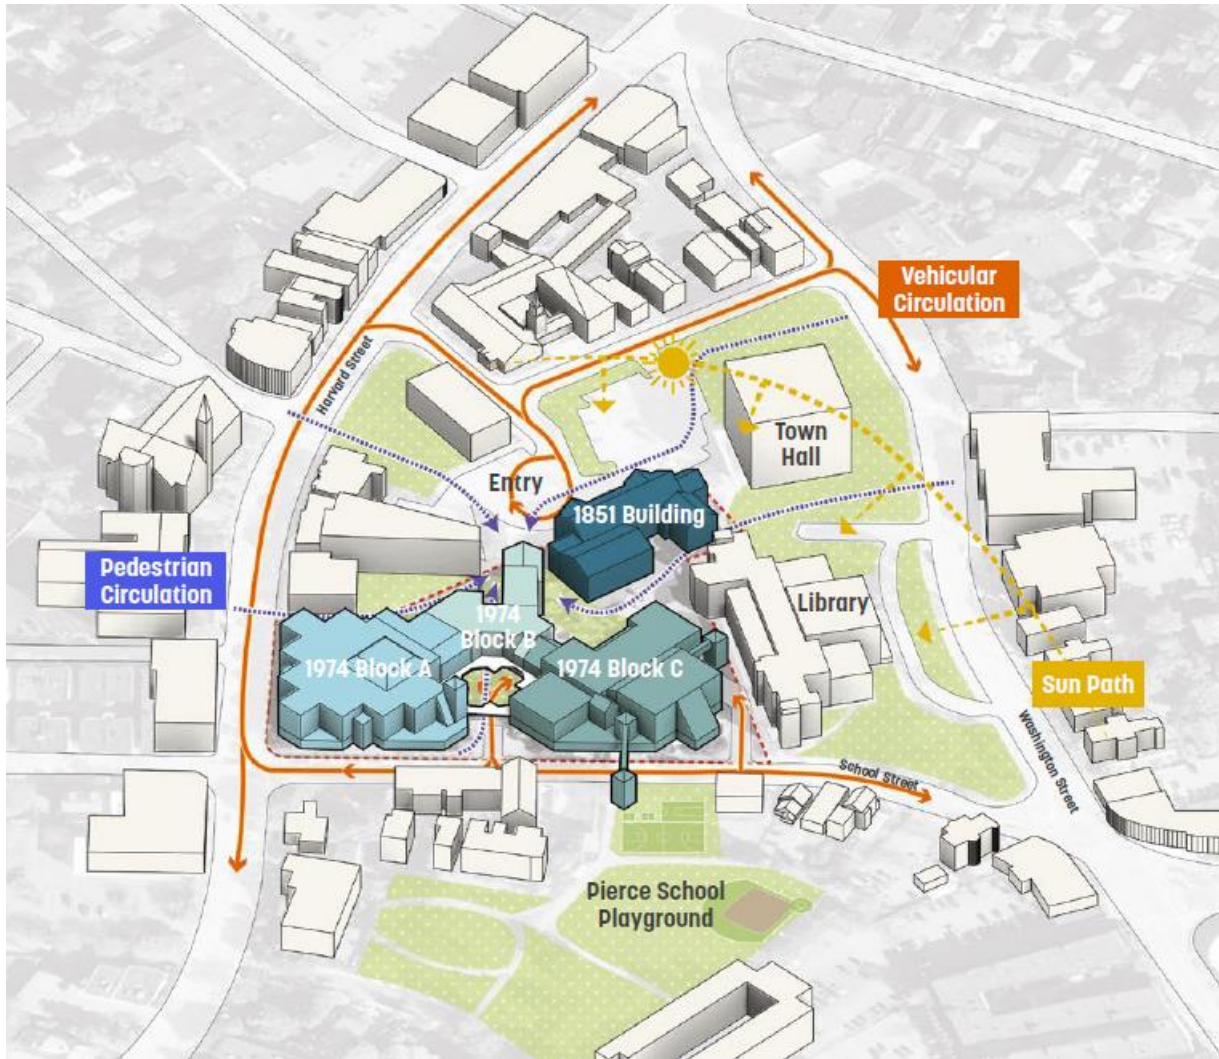 Vehicular
Circulation
Harvard Street
Town
Hall
Entry
1851 Building
Pedestrian
Circulation
Library
1974
Block B
1974 Block A
1974 Block C
Sun Path
Washington Street
School Street
Pierce School
Playground